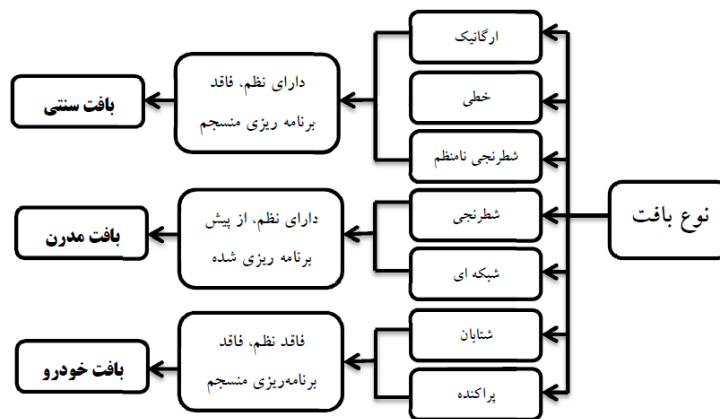 نوع بافت
ارگانیک
خطی
شطرنجی نامنظم
شطرنجی
شبکه ای
شتابان
پراکنده
دارای نظم، فاقد
برنامه ریزی منسجم
دارای نظم، از پیش
برنامه ریزی شده
فاقد نظم، فاقد
برنامه‌ریزی منسجم
بافت سنتی
بافت مدرن
بافت خودرو